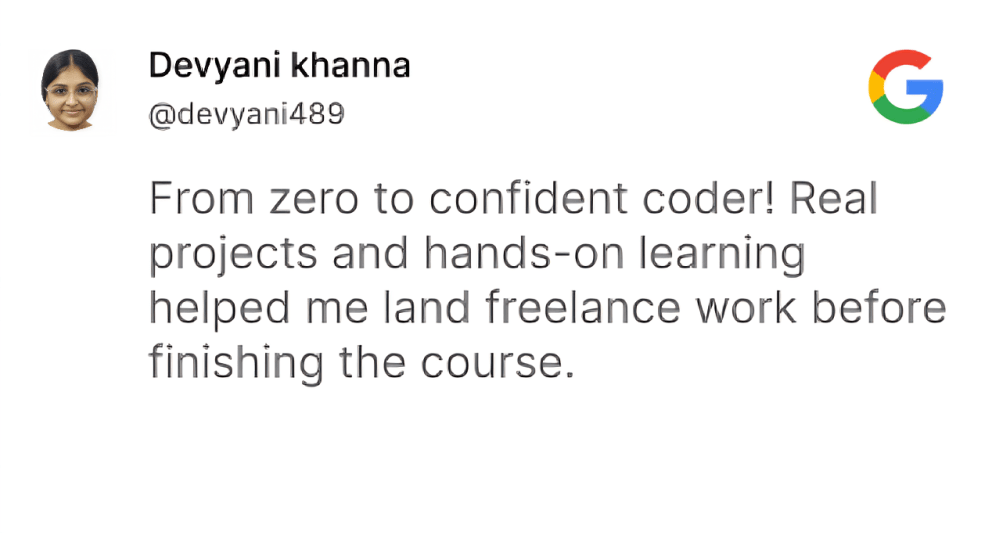 Devyani khanna
@devyani489
From zero to confident coder! Real
projects and hands-on learning
helped me land freelance work before
finishing the course.